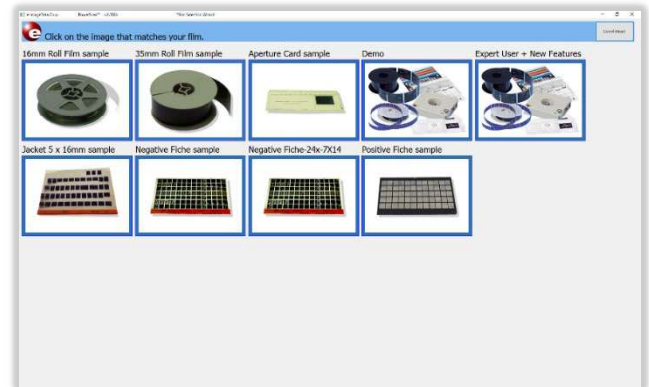 Click on the image that matches your film.
16mm Roll Film sample
35mm Roll Film sample
Aperture Card sample
Demo
Expert User + New Features
Jacket 5 x 16mm sample
Negative Fiche sample
Negative Fiche-24x-7X14
Positive Fiche sample